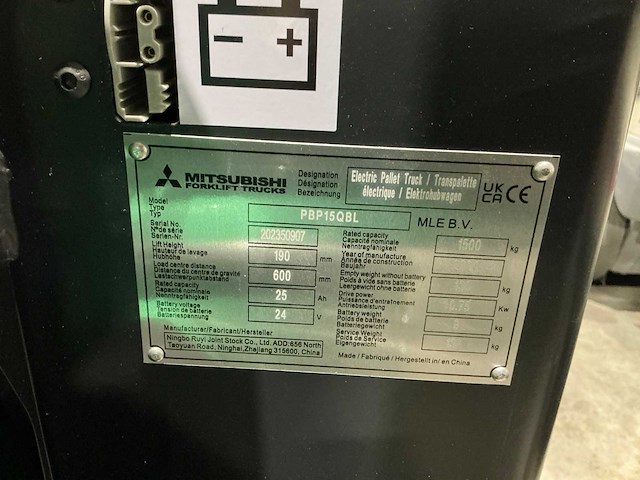 − +
MITSUBISHI
FORKLIFT TRUCKS
Designation
Désignation
Bezeichnung
Electric Pallet Truck / Transpalette
électrique / Elektrohubwagen
UK
CA CE
Model
Type
Typ
PBP15QBL
MLE B.V.
Serial No.
N° de série
Serien-Nr.
202350907
Rated capacity
Capacité nominale
Nenntragfähigkeit
1500 kg
Lift Height
Hauteur de levage
Hubhöhe
190 mm
Year of manufacture
Année de construction
Baujahr
Load centre distance
Distance du centre de gravité
Lastschwerpunktabstand
600 mm
Empty weight without battery
Poids à vide sans batterie
Leergewicht ohne batterie
kg
Rated capacity
Capacité nominale
Nenntragfähigkeit
25 Ah
Drive power
Puissance d'entraînement
Antriebsleistung
Kw
Battery voltage
Tension de batterie
Batteriespannung
24 V
Battery weight
Poids de batterie
Batteriegewicht
kg
Service Weight
Poids de Service
Eigengewicht
kg
Manufacturer/Fabricant/Hersteller
Ningbo Ruyi Joint Stock Co., Ltd. ADD:656 North
Taoyuan Road, Ninghai, Zhejiang 315600, China
Made / Fabriqué / Hergestellt in/ en China